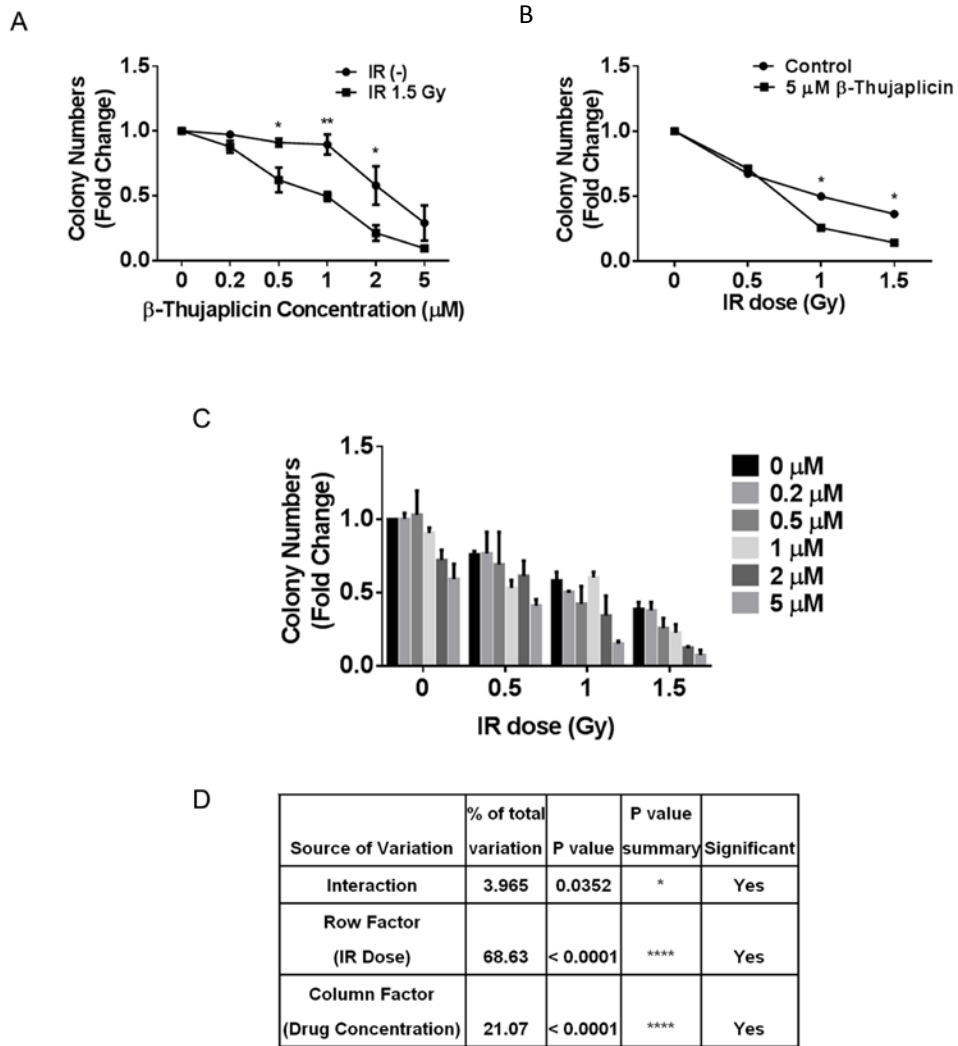 A
B
1.5
1.0
0.5
0.0
Colony Numbers
(Fold Change)
IR (-)
IR 1.5 Gy
*
**
*
0 0.2 0.5 1 2 5
β-Thujaplicin Concentration (μM)
1.5
1.0
0.5
0.0
Colony Numbers
(Fold Change)
Control
5 μM β-Thujaplicin
*
*
0 0.5 1 1.5
IR dose (Gy)
C
1.5
1.0
0.5
0.0
Colony Numbers
(Fold Change)
0 μM
0.2 μM
0.5 μM
1 μM
2 μM
5 μM
0 0.5 1 1.5
IR dose (Gy)
D
% of total P value
Source of Variation variation P value summary Significant
Interaction 3.965 0.0352 * Yes
Row Factor
(IR Dose) 68.63 < 0.0001 **** Yes
Column Factor
(Drug Concentration) 21.07 < 0.0001 **** Yes